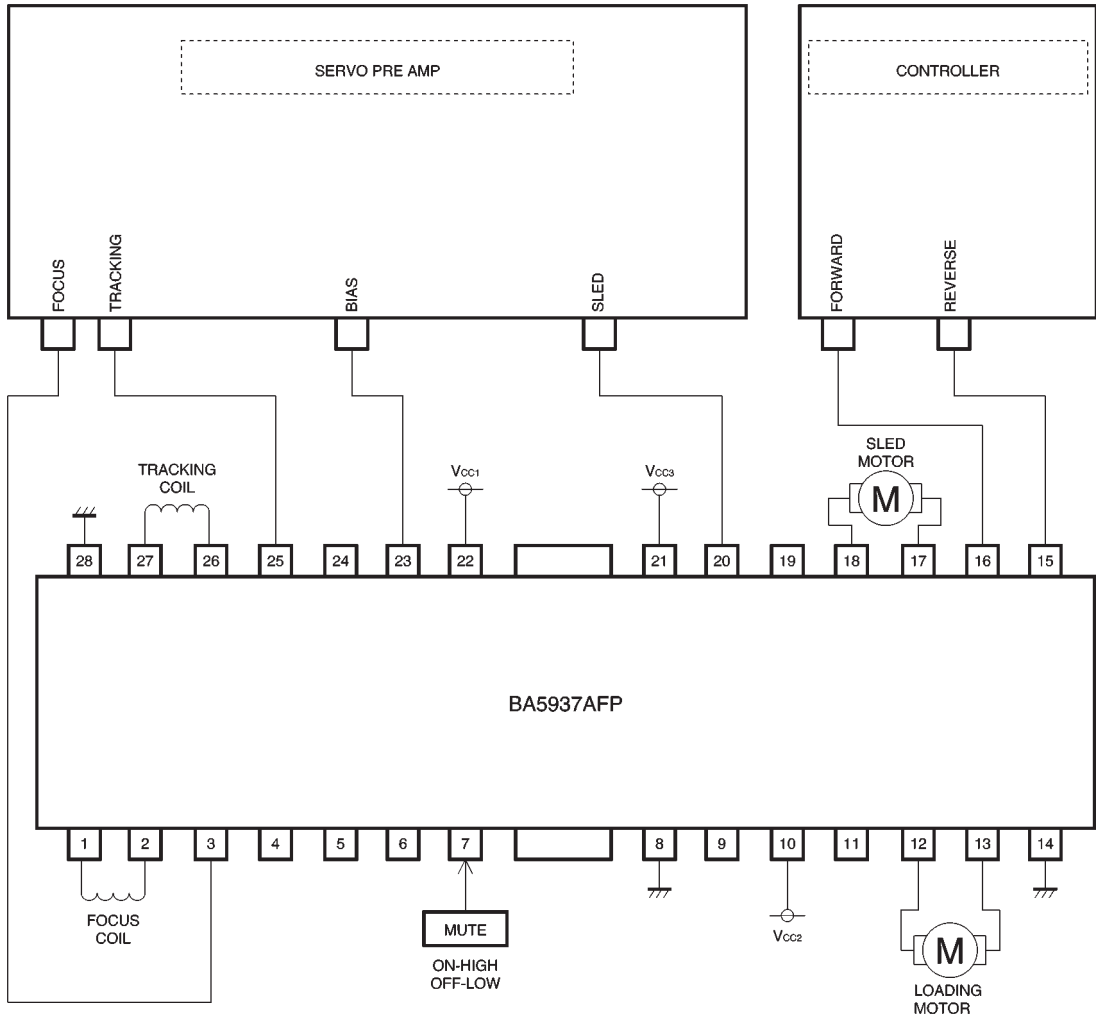 SERVO PRE AMP
CONTROLLER
FOCUS
TRACKING
BIAS
SLED
FORWARD
REVERSE
TRACKING
COIL
VCC1
VCC3
SLED
MOTOR
M
28 27 26 25 24 23 22 21 20 19 18 17 16 15
BA5937AFP
1 2 3 4 5 6 7 8 9 10 11 12 13 14
FOCUS
COIL
MUTE
ON-HIGH
OFF-LOW
VCC2
M
LOADING
MOTOR